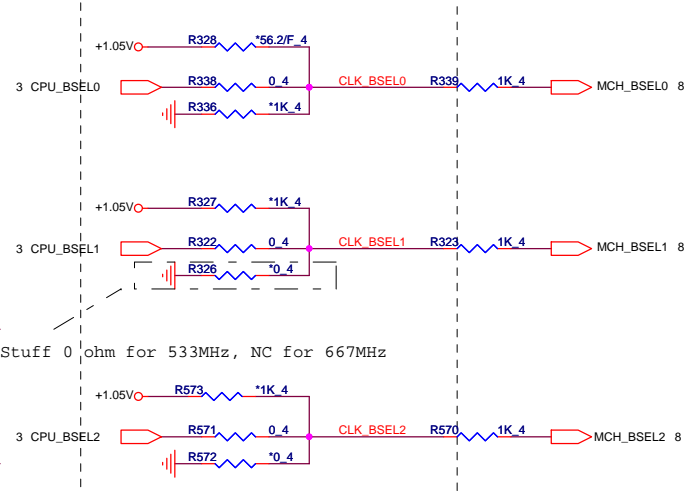 R328 *56.2/F_4
+1.05V
3 CPU_BSEL0 R338 0_4 CLK_BSEL0 R339 1K_4 MCH_BSEL0 8
R336 *1K_4
R327 *1K_4
+1.05V
3 CPU_BSEL1 R322 0_4 CLK_BSEL1 R323 1K_4 MCH_BSEL1 8
R326 *0_4
Stuff 0 ohm for 533MHz, NC for 667MHz
R573 *1K_4
+1.05V
3 CPU_BSEL2 R571 0_4 CLK_BSEL2 R570 1K_4 MCH_BSEL2 8
R572 *0_4